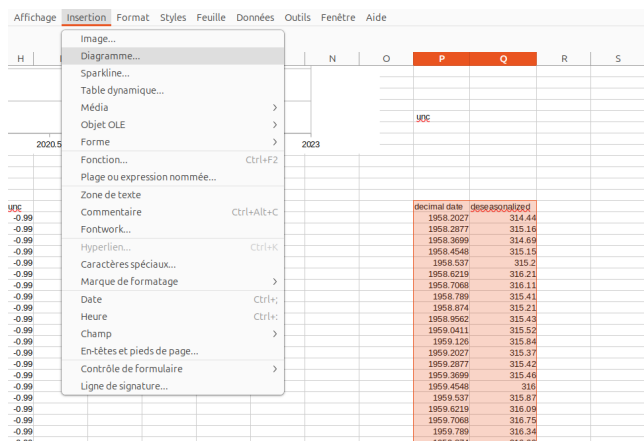 Affichage Insertion Format Styles Feuille Données Outils Fenêtre Aide
Image...
Diagramme...
Sparkline...
Table dynamique...
Média
Objet OLE
Forme
Fonction... Ctrl+F2
Plage ou expression nommée...
Zone de texte
Commentaire Ctrl+Alt+C
Fontwork...
Hyperlien... Ctrl+K
Caractères spéciaux...
Marque de formatage
Date Ctrl+;
Heure Ctrl+:
Champ
En-têtes et pieds de page...
Contrôle de formulaire
Ligne de signature...
H N O P Q R S
unc
2020.5 2023
unc decimal date deseasonalized
-0.99 1958.2027 314.44
-0.99 1958.2877 315.16
-0.99 1958.3699 314.69
-0.99 1958.4548 315.15
-0.99 1958.537 315.2
-0.99 1958.6219 316.21
-0.99 1958.7068 316.11
-0.99 1958.789 315.41
-0.99 1958.874 315.21
-0.99 1958.9562 315.43
-0.99 1959.0411 315.52
-0.99 1959.126 315.84
-0.99 1959.2027 315.37
-0.99 1959.2877 315.42
-0.99 1959.3699 315.46
-0.99 1959.4548 316
-0.99 1959.537 315.87
-0.99 1959.6219 316.09
-0.99 1959.7068 316.75
-0.99 1959.789 316.34